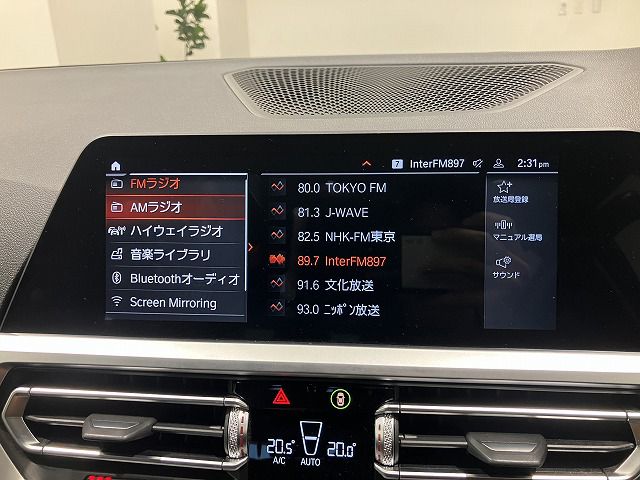 7 InterFM897 2:31pm
FMラジオ
AMラジオ
ハイウェイラジオ
音楽ライブラリ
Bluetoothオーディオ
Screen Mirroring
80.0 TOKYO FM
81.3 J-WAVE
82.5 NHK-FM東京
89.7 InterFM897
91.6 文化放送
93.0 ﾆｯﾎﾟﾝ放送
放送局登録
マニュアル選局
サウンド
20.5°
A/C
AUTO
20.0°